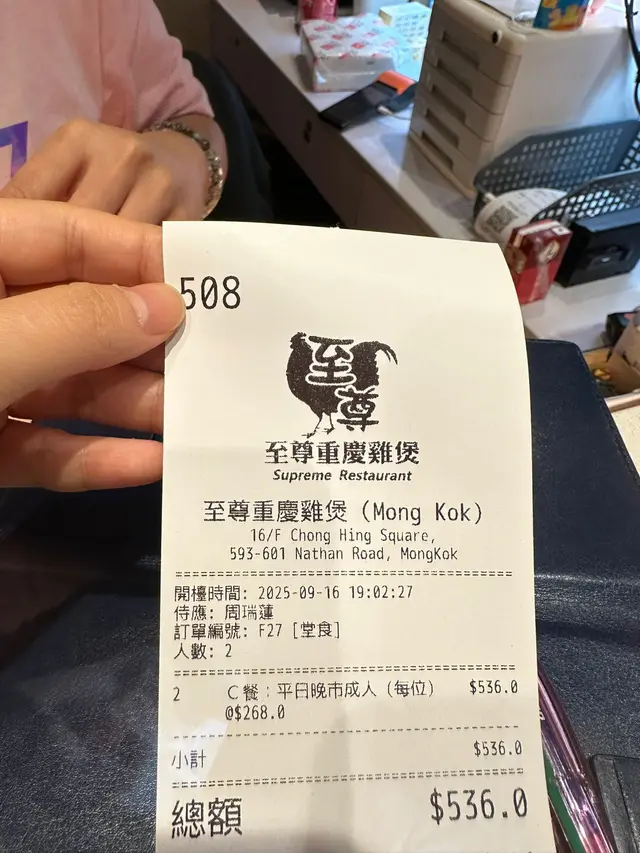 508
至尊
至尊重慶雞煲
Supreme Restaurant
至尊重慶雞煲 (Mong Kok)
16/F Chong Hing Square,
593-601 Nathan Road, MongKok
開檯時間: 2025-09-16 19:02:27
侍應: 周瑞蓮
訂單編號: F27 [堂食]
人數: 2
2 C餐：平日晚市成人（每位） $536.0
@$268.0
小計 $536.0
總額 $536.0